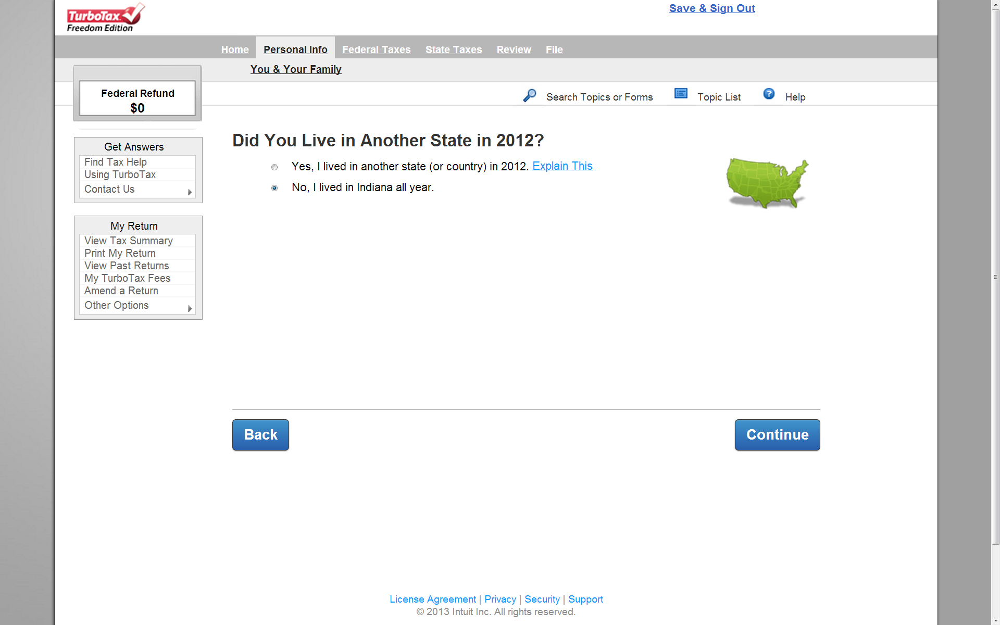 TurboTax
Freedom Edition
Save & Sign Out
Home Personal Info Federal Taxes State Taxes Review File
You & Your Family
Federal Refund
$0
Search Topics or Forms Topic List ? Help
Get Answers
Find Tax Help
Using TurboTax
Contact Us
My Return
View Tax Summary
Print My Return
View Past Returns
My TurboTax Fees
Amend a Return
Other Options
Did You Live in Another State in 2012?
Yes, I lived in another state (or country) in 2012. Explain This
No, I lived in Indiana all year.
Back Continue
License Agreement | Privacy | Security | Support
© 2013 Intuit Inc. All rights reserved.